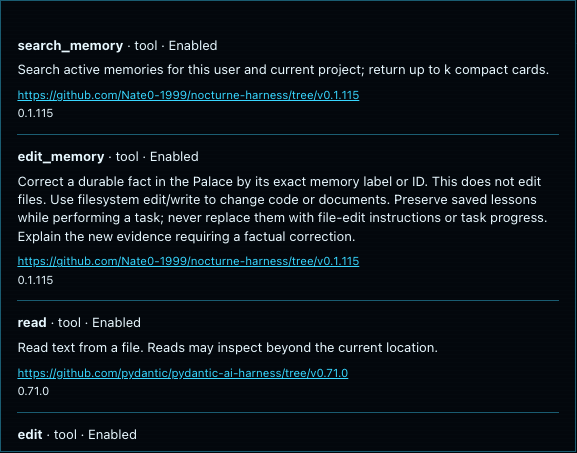 search_memory · tool · Enabled
Search active memories for this user and current project; return up to k compact cards.
https://github.com/Nate0-1999/nocturne-harness/tree/v0.1.115
0.1.115
edit_memory · tool · Enabled
Correct a durable fact in the Palace by its exact memory label or ID. This does not edit
files. Use filesystem edit/write to change code or documents. Preserve saved lessons
while performing a task; never replace them with file-edit instructions or task progress.
Explain the new evidence requiring a factual correction.
https://github.com/Nate0-1999/nocturne-harness/tree/v0.1.115
0.1.115
read · tool · Enabled
Read text from a file. Reads may inspect beyond the current location.
https://github.com/pydantic/pydantic-ai-harness/tree/v0.71.0
0.71.0
edit · tool · Enabled